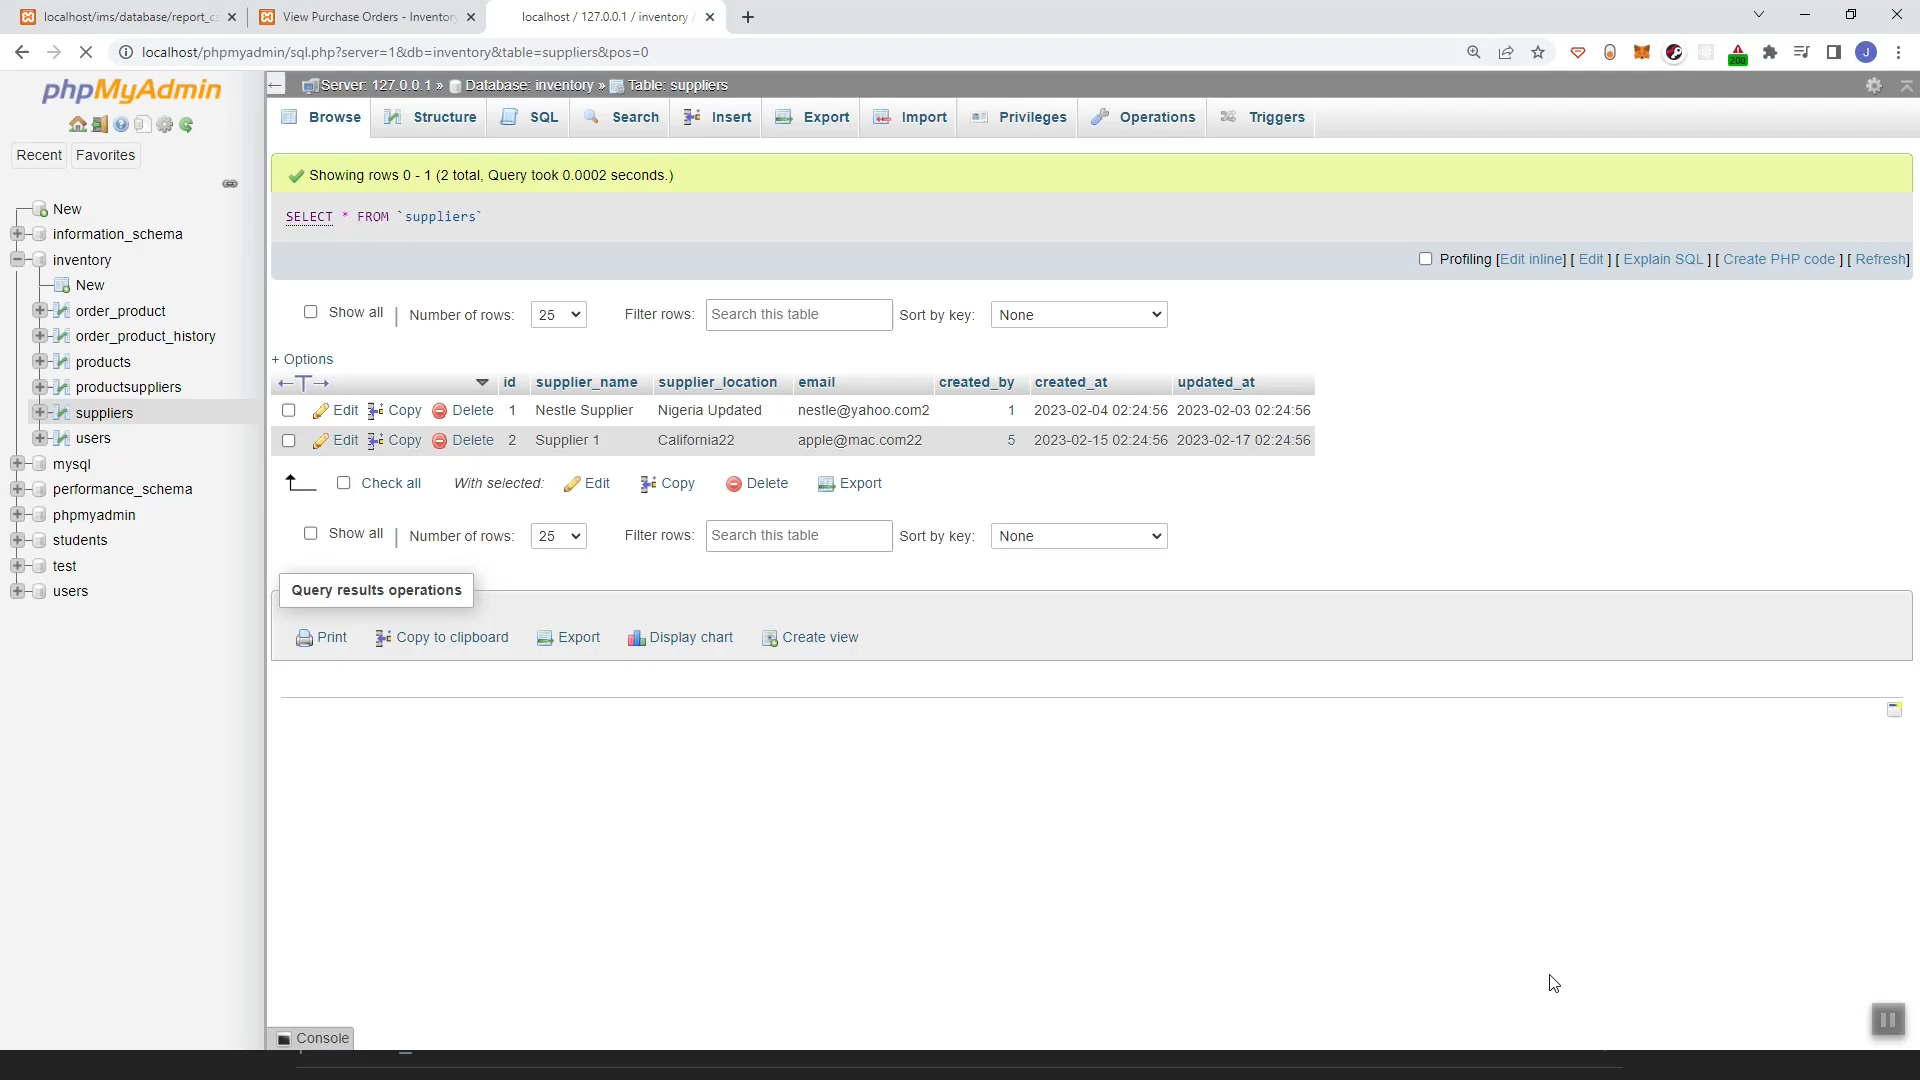 localhost/ims/database/report_cs
View Purchase Orders - Inventory
localhost / 127.0.0.1 / inventory
localhost/phpmyadmin/sql.php?server=1&db=inventory&table=suppliers&pos=0
200
J
phpMyAdmin
Server: 127.0.0.1 » Database: inventory » Table: suppliers
Browse Structure SQL Search Insert Export Import Privileges Operations Triggers
Recent Favorites
New
information_schema
inventory
New
order_product
order_product_history
products
productsuppliers
suppliers
users
mysql
performance_schema
phpmyadmin
students
test
users
Showing rows 0 - 1 (2 total, Query took 0.0002 seconds.)
SELECT * FROM `suppliers`
Profiling [Edit inline] [ Edit ] [ Explain SQL ] [ Create PHP code ] [ Refresh]
Show all | Number of rows: 25 Filter rows: Search this table Sort by key: None
+ Options
←T→ id supplier_name supplier_location email created_by created_at updated_at
Edit Copy Delete 1 Nestle Supplier Nigeria Updated nestle@yahoo.com2 1 2023-02-04 02:24:56 2023-02-03 02:24:56
Edit Copy Delete 2 Supplier 1 California22 apple@mac.com22 5 2023-02-15 02:24:56 2023-02-17 02:24:56
Check all With selected: Edit Copy Delete Export
Show all | Number of rows: 25 Filter rows: Search this table Sort by key: None
Query results operations
Print Copy to clipboard Export Display chart Create view
Console